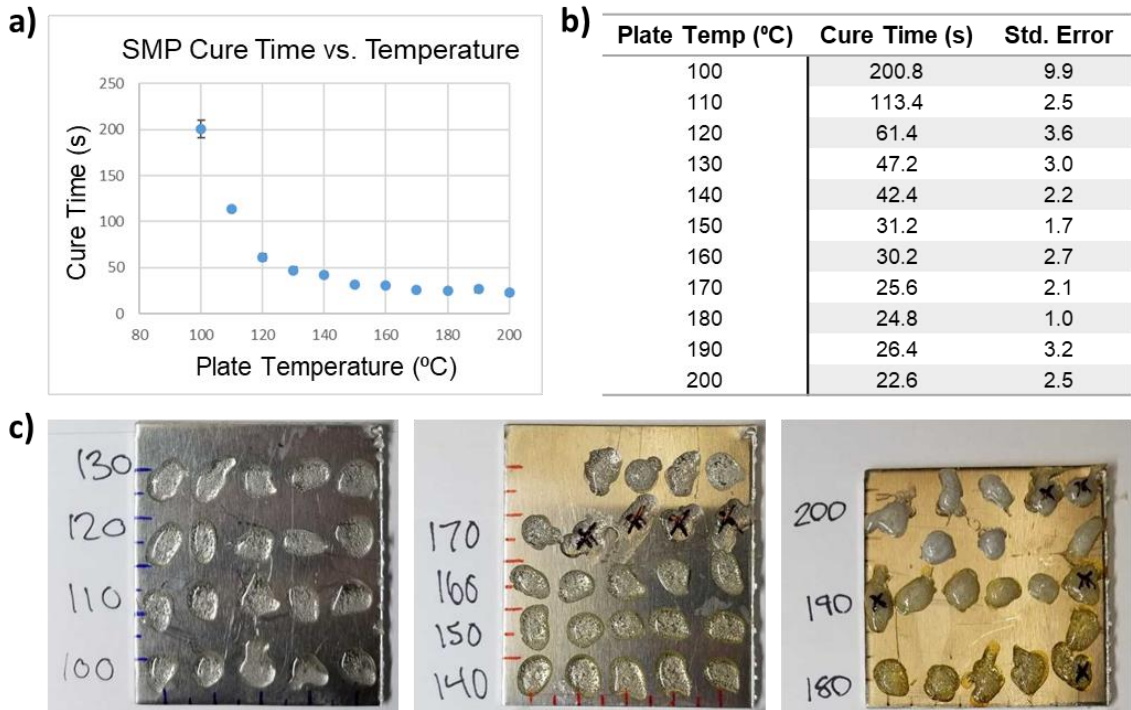 a)
SMP Cure Time vs. Temperature
Cure Time (s)
250
200
150
100
50
0
80 100 120 140 160 180 200
Plate Temperature (ºC)
b)
Plate Temp (ºC) Cure Time (s) Std. Error
100 200.8 9.9
110 113.4 2.5
120 61.4 3.6
130 47.2 3.0
140 42.4 2.2
150 31.2 1.7
160 30.2 2.7
170 25.6 2.1
180 24.8 1.0
190 26.4 3.2
200 22.6 2.5
c)
130
120
110
100
170
160
150
140
200
190
180